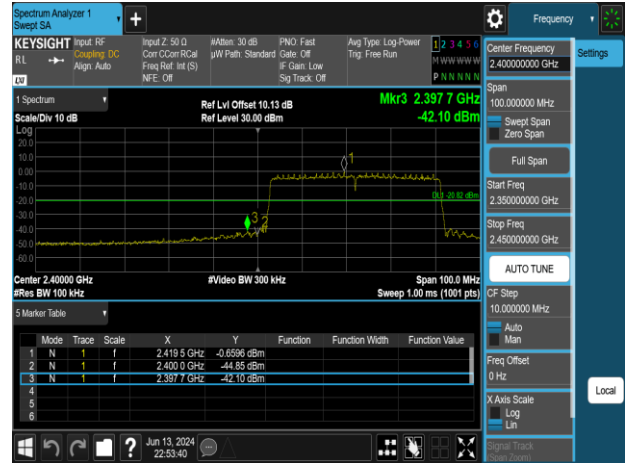 Spectrum Analyzer 1
Swept SA
Frequency
KEYSIGHT
RL
LXI
Input: RF
Coupling: DC
Align: Auto
Input Z: 50 Ω
Corr CCorr RCal
Freq Ref: Int (S)
NFE: Off
#Atten: 30 dB
µW Path: Standard
PNO: Fast
Gate: Off
IF Gain: Low
Sig Track: Off
Avg Type: Log-Power
Trig: Free Run
1 2 3 4 5 6
M W W W W W
P N N N N N
1 Spectrum
Scale/Div 10 dB
Ref Lvl Offset 10.13 dB
Ref Level 30.00 dBm
Mkr3 2.397 7 GHz
-42.10 dBm
Log
20.0
10.0
0.00
-10.0
-20.0
-30.0
-40.0
-50.0
-60.0
1
DL1 -20.82 dBm
3
2
Center 2.40000 GHz
#Res BW 100 kHz
#Video BW 300 kHz
Span 100.0 MHz
Sweep 1.00 ms (1001 pts)
5 Marker Table
Mode Trace Scale X Y Function Function Width Function Value
1 N 1 f 2.419 5 GHz -0.6596 dBm
2 N 1 f 2.400 0 GHz -44.85 dBm
3 N 1 f 2.397 7 GHz -42.10 dBm
4
5
6
Jun 13, 2024
22:53:40
Center Frequency
2.400000000 GHz
Span
100.000000 MHz
Swept Span
Zero Span
Full Span
Start Freq
2.350000000 GHz
Stop Freq
2.450000000 GHz
AUTO TUNE
CF Step
10.000000 MHz
Auto
Man
Freq Offset
0 Hz
X Axis Scale
Log
Lin
Signal Track
(Span Zoom)
Settings
Local